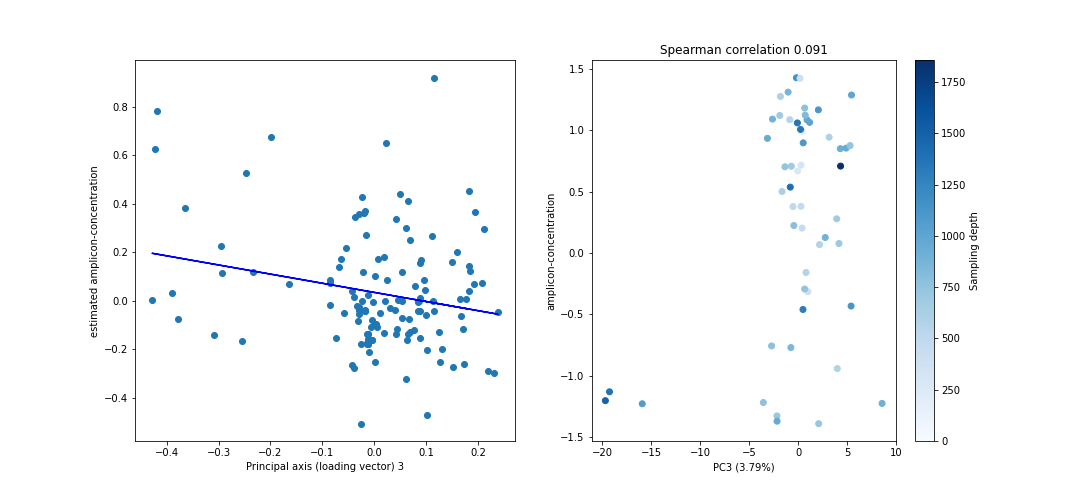 Spearman correlation 0.091
estimated amplicon-concentration
0.8
0.6
0.4
0.2
0.0
−0.2
−0.4
−0.4 −0.3 −0.2 −0.1 0.0 0.1 0.2
Principal axis (loading vector) 3
amplicon-concentration
1.5
1.0
0.5
0.0
−0.5
−1.0
−1.5
−20 −15 −10 −5 0 5 10
PC3 (3.79%)
1750
1500
1250
1000
750
500
250
0
Sampling depth